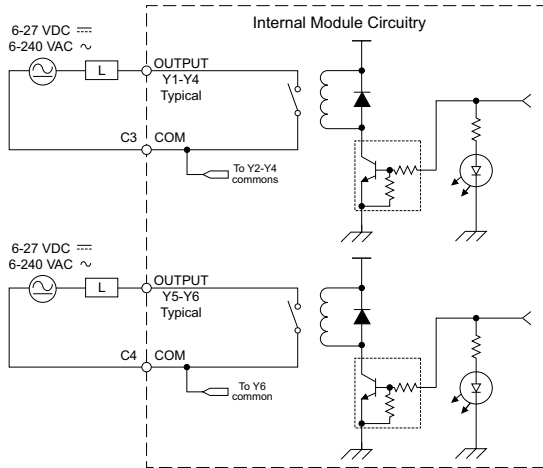 Internal Module Circuitry
6-27 VDC ⎓
6-240 VAC ∿
L
OUTPUT
Y1-Y4
Typical
C3
COM
To Y2-Y4
commons
6-27 VDC ⎓
6-240 VAC ∿
L
OUTPUT
Y5-Y6
Typical
C4
COM
To Y6
common